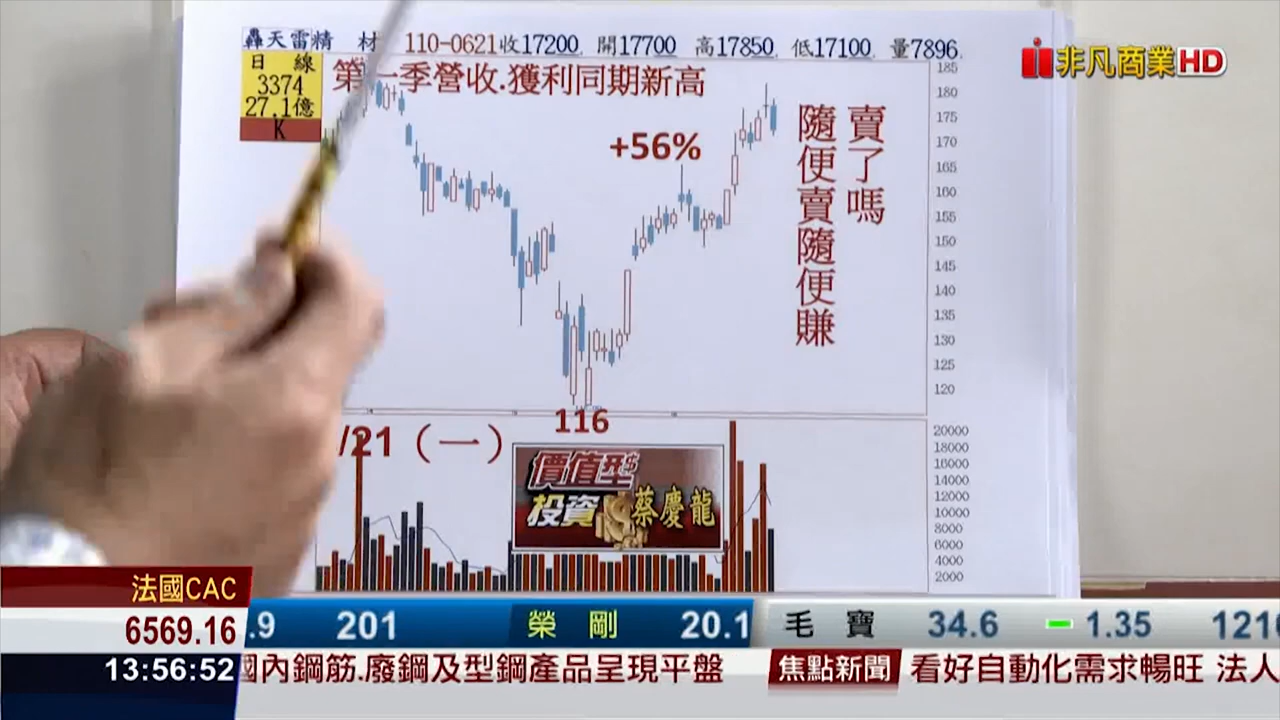 轟天雷精 材 110-0621收17200 開17700 高17850 低17100 量7896
非凡商業HD
日 線
3374
27.1億
K
第一季營收.獲利同期新高
+56%
賣了嗎
隨便賣隨便賺
185
180
175
170
165
160
155
150
145
140
135
130
125
120
116
/21 (一)
價值型$
投資
蔡慶龍
20000
18000
16000
14000
12000
10000
8000
6000
4000
2000
法國CAC
6569.16
13:56:52
.9 201 榮 剛 20.1 毛 寶 34.6 1.35
國內鋼筋.廢鋼及型鋼產品呈現平盤 焦點新聞 看好自動化需求暢旺 法人